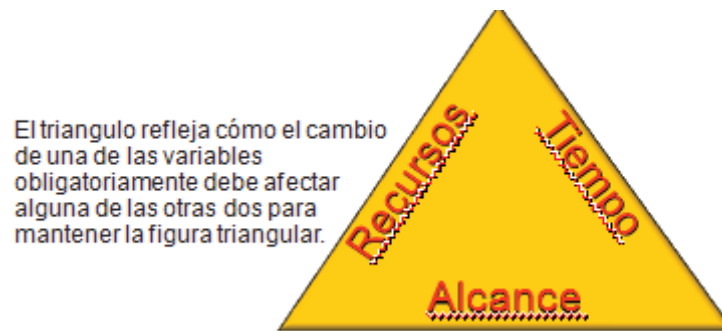 El triangulo refleja cómo el cambio
de una de las variables
obligatoriamente debe afectar
alguna de las otras dos para
mantener la figura triangular.
Recursos
Tiempo
Alcance